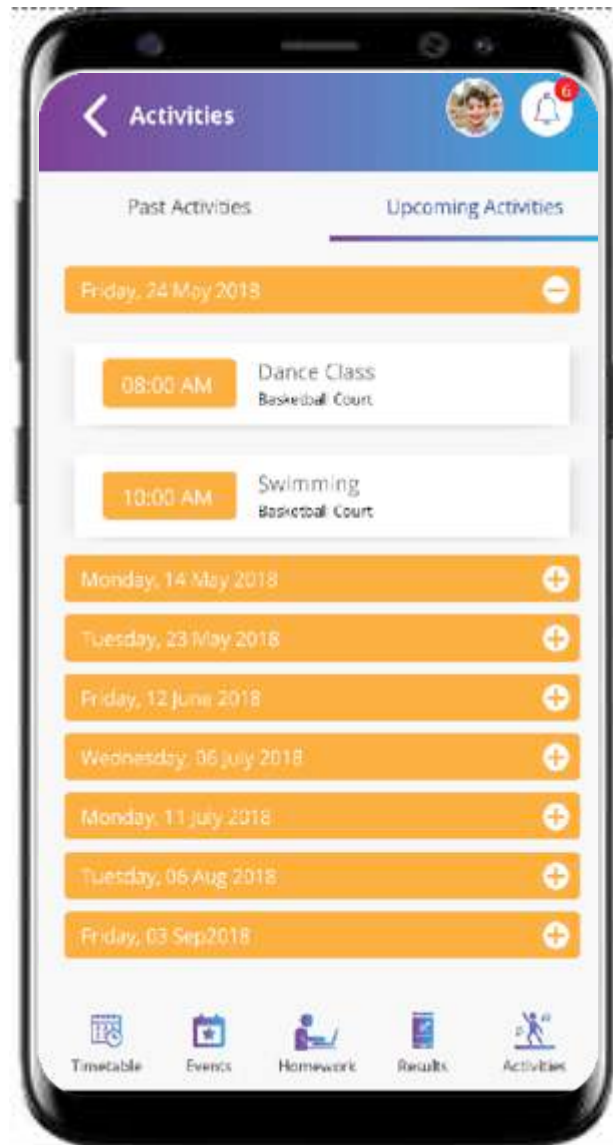 Activities
6
Past Activities
Upcoming Activities
Friday, 24 May 2018
08:00 AM
Dance Class
Basketball Court
10:00 AM
Swimming
Basketball Court
Monday, 14 May 2018
Tuesday, 23 May 2018
Friday, 12 June 2018
Wednesday, 06 July 2018
Monday, 11 July 2018
Tuesday, 06 Aug 2018
Friday, 03 Sep2018
Timetable
Events
Homework
Results
Activities